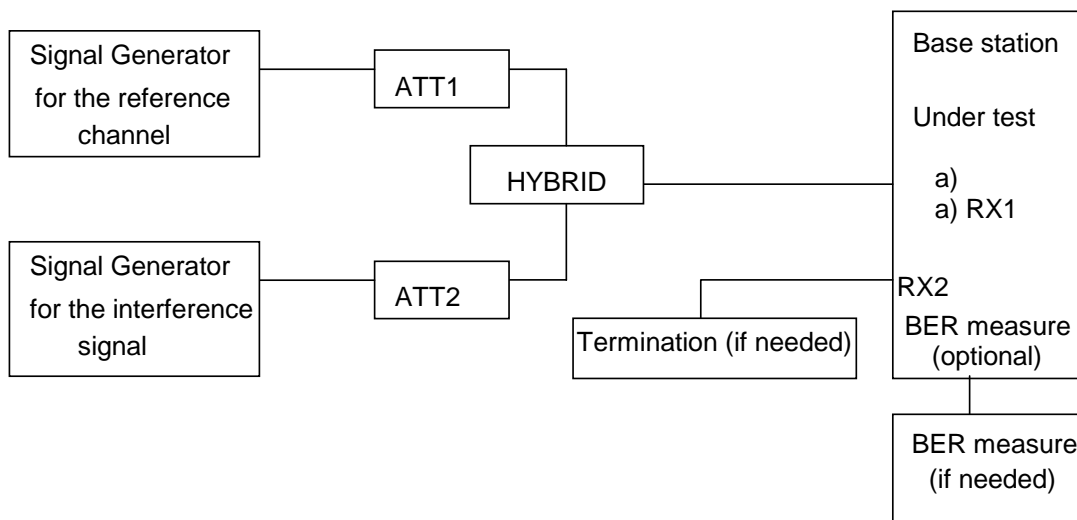 Signal Generator
for the reference
channel
ATT1
HYBRID
Signal Generator
for the interference
signal
ATT2
Termination (if needed)
Base station
Under test
a)
a) RX1
RX2
BER measure
(optional)
BER measure
(if needed)